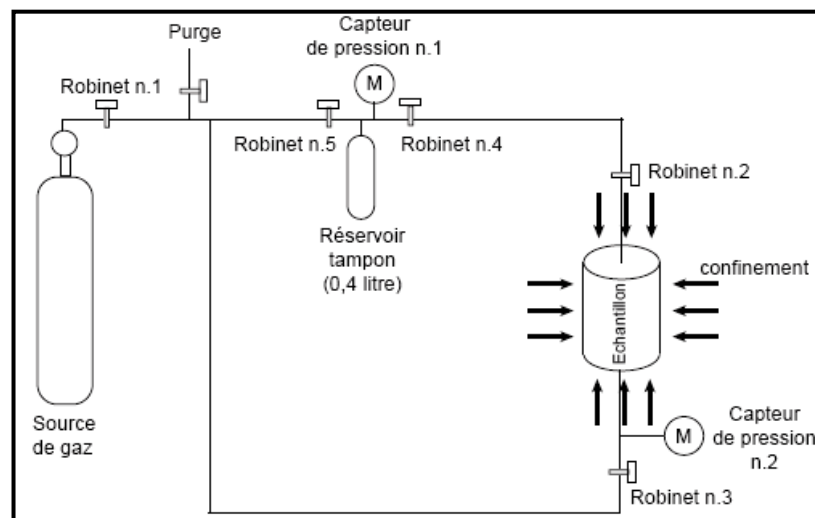 Purge
Capteur
de pression n.1
M
Robinet n.1
Robinet n.5
Robinet n.4
Robinet n.2
Réservoir
tampon
(0,4 litre)
confinement
Echantillon
Source
de gaz
M
Capteur
de pression
n.2
Robinet n.3